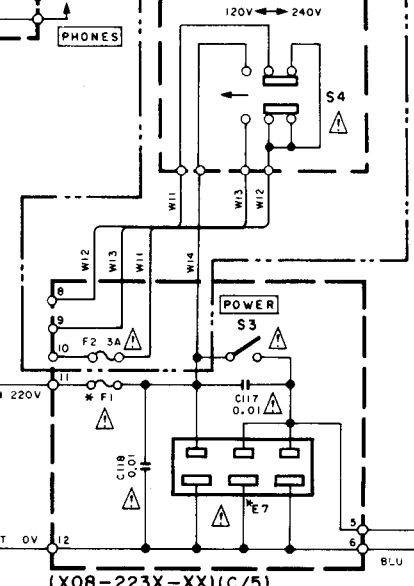 120V 240V
PHONES
S4
W11
W13
W12
W12
W13
W11
W14
8
POWER
9
S3
F2 3A
10
11
220V
* F1
C117
0.01
C118
0.01
*E7
5
T 0V
12
6
BLU
(X08-223X-XX)(C/5)